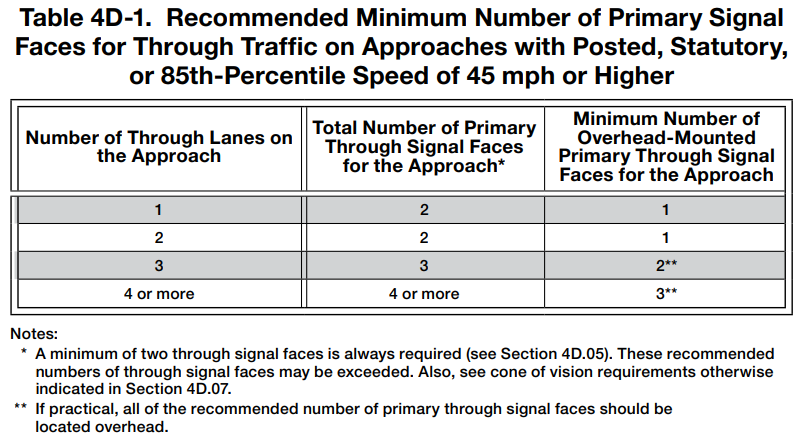 Table 4D-1.  Recommended Minimum Number of Primary Signal
Faces for Through Traffic on Approaches with Posted, Statutory,
or 85th-Percentile Speed of 45 mph or Higher
Number of Through Lanes on
the Approach
Total Number of Primary
Through Signal Faces
for the Approach*
Minimum Number of
Overhead-Mounted
Primary Through Signal
Faces for the Approach
1 2 1
2 2 1
3 3 2**
4 or more 4 or more 3**
Notes:
* A minimum of two through signal faces is always required (see Section 4D.05). These recommended
numbers of through signal faces may be exceeded. Also, see cone of vision requirements otherwise
indicated in Section 4D.07.
** If practical, all of the recommended number of primary through signal faces should be
located overhead.